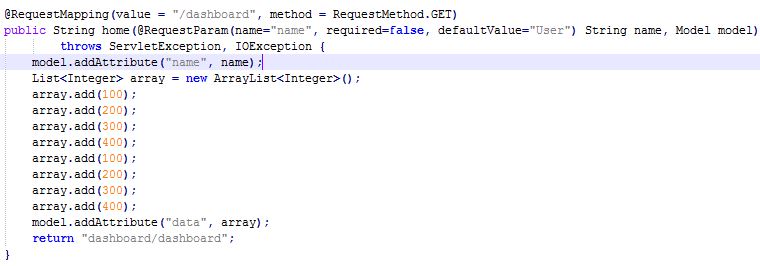 @RequestMapping(value = "/dashboard", method = RequestMethod.GET)
public String home(@RequestParam(name="name", required=false, defaultValue="User") String name, Model model)
throws ServletException, IOException {
model.addAttribute("name", name);
List<Integer> array = new ArrayList<Integer>();
array.add(100);
array.add(200);
array.add(300);
array.add(400);
array.add(100);
array.add(200);
array.add(300);
array.add(400);
model.addAttribute("data", array);
return "dashboard/dashboard";
}